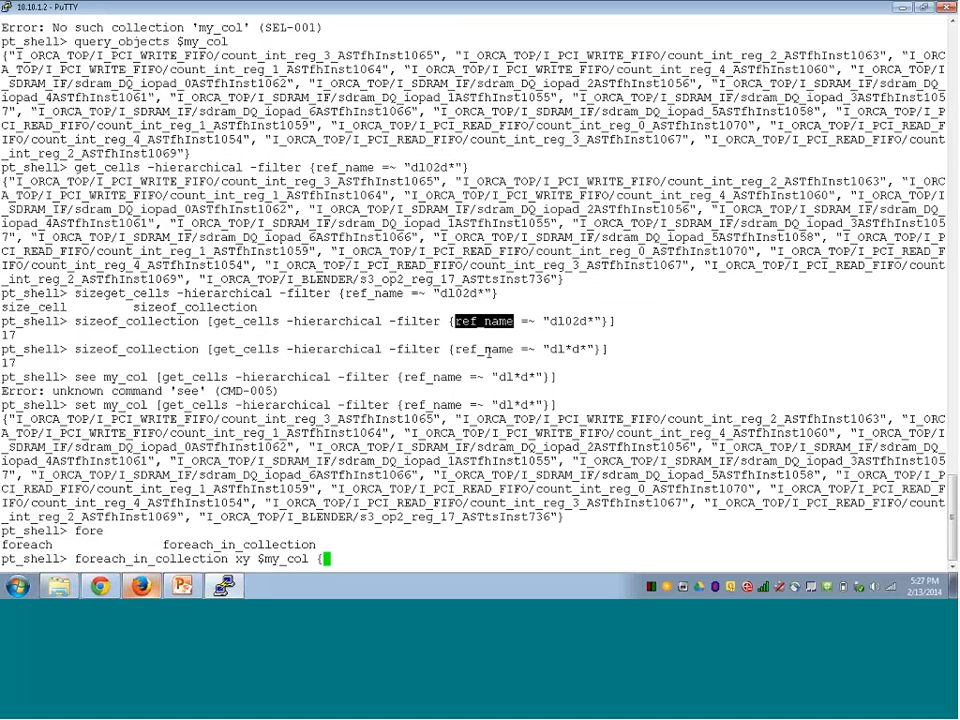 10.10.1.2 - PuTTY
Error: No such collection 'my_col' (SEL-001)
pt_shell> query_objects $my_col
{"I_ORCA_TOP/I_PCI_WRITE_FIFO/count_int_reg_3_ASTfhInst1065", "I_ORCA_TOP/I_PCI_WRITE_FIFO/count_int_reg_2_ASTfhInst1063", "I_ORC
A_TOP/I_PCI_WRITE_FIFO/count_int_reg_1_ASTfhInst1064", "I_ORCA_TOP/I_PCI_WRITE_FIFO/count_int_reg_4_ASTfhInst1060", "I_ORCA_TOP/I
_SDRAM_IF/sdram_DQ_iopad_0ASTfhInst1062", "I_ORCA_TOP/I_SDRAM_IF/sdram_DQ_iopad_2ASTfhInst1056", "I_ORCA_TOP/I_SDRAM_IF/sdram_DQ_
iopad_4ASTfhInst1061", "I_ORCA_TOP/I_SDRAM_IF/sdram_DQ_iopad_1ASTfhInst1055", "I_ORCA_TOP/I_SDRAM_IF/sdram_DQ_iopad_3ASTfhInst105
7", "I_ORCA_TOP/I_SDRAM_IF/sdram_DQ_iopad_6ASTfhInst1066", "I_ORCA_TOP/I_SDRAM_IF/sdram_DQ_iopad_5ASTfhInst1058", "I_ORCA_TOP/I_P
CI_READ_FIFO/count_int_reg_1_ASTfhInst1059", "I_ORCA_TOP/I_PCI_READ_FIFO/count_int_reg_0_ASTfhInst1070", "I_ORCA_TOP/I_PCI_READ_F
IFO/count_int_reg_4_ASTfhInst1054", "I_ORCA_TOP/I_PCI_READ_FIFO/count_int_reg_3_ASTfhInst1067", "I_ORCA_TOP/I_PCI_READ_FIFO/count
_int_reg_2_ASTfhInst1069"}
pt_shell> get_cells -hierarchical -filter {ref_name =~ "dl02d*"}
{"I_ORCA_TOP/I_PCI_WRITE_FIFO/count_int_reg_3_ASTfhInst1065", "I_ORCA_TOP/I_PCI_WRITE_FIFO/count_int_reg_2_ASTfhInst1063", "I_ORC
A_TOP/I_PCI_WRITE_FIFO/count_int_reg_1_ASTfhInst1064", "I_ORCA_TOP/I_PCI_WRITE_FIFO/count_int_reg_4_ASTfhInst1060", "I_ORCA_TOP/I
_SDRAM_IF/sdram_DQ_iopad_0ASTfhInst1062", "I_ORCA_TOP/I_SDRAM_IF/sdram_DQ_iopad_2ASTfhInst1056", "I_ORCA_TOP/I_SDRAM_IF/sdram_DQ_
iopad_4ASTfhInst1061", "I_ORCA_TOP/I_SDRAM_IF/sdram_DQ_iopad_1ASTfhInst1055", "I_ORCA_TOP/I_SDRAM_IF/sdram_DQ_iopad_3ASTfhInst105
7", "I_ORCA_TOP/I_SDRAM_IF/sdram_DQ_iopad_6ASTfhInst1066", "I_ORCA_TOP/I_SDRAM_IF/sdram_DQ_iopad_5ASTfhInst1058", "I_ORCA_TOP/I_P
CI_READ_FIFO/count_int_reg_1_ASTfhInst1059", "I_ORCA_TOP/I_PCI_READ_FIFO/count_int_reg_0_ASTfhInst1070", "I_ORCA_TOP/I_PCI_READ_F
IFO/count_int_reg_4_ASTfhInst1054", "I_ORCA_TOP/I_PCI_READ_FIFO/count_int_reg_3_ASTfhInst1067", "I_ORCA_TOP/I_PCI_READ_FIFO/count
_int_reg_2_ASTfhInst1069", "I_ORCA_TOP/I_BLENDER/s3_op2_reg_17_ASTtsInst736"}
pt_shell> sizeget_cells -hierarchical -filter {ref_name =~ "dl02d*"}
size_cell sizeof_collection
pt_shell> sizeof_collection [get_cells -hierarchical -filter {ref_name =~ "dl02d*"}]
17
pt_shell> sizeof_collection [get_cells -hierarchical -filter {ref_name =~ "dl*d*"}]
17
pt_shell> see my_col [get_cells -hierarchical -filter {ref_name =~ "dl*d*"}]
Error: unknown command 'see' (CMD-005)
pt_shell> set my_col [get_cells -hierarchical -filter {ref_name =~ "dl*d*"}]
{"I_ORCA_TOP/I_PCI_WRITE_FIFO/count_int_reg_3_ASTfhInst1065", "I_ORCA_TOP/I_PCI_WRITE_FIFO/count_int_reg_2_ASTfhInst1063", "I_ORC
A_TOP/I_PCI_WRITE_FIFO/count_int_reg_1_ASTfhInst1064", "I_ORCA_TOP/I_PCI_WRITE_FIFO/count_int_reg_4_ASTfhInst1060", "I_ORCA_TOP/I
_SDRAM_IF/sdram_DQ_iopad_0ASTfhInst1062", "I_ORCA_TOP/I_SDRAM_IF/sdram_DQ_iopad_2ASTfhInst1056", "I_ORCA_TOP/I_SDRAM_IF/sdram_DQ_
iopad_4ASTfhInst1061", "I_ORCA_TOP/I_SDRAM_IF/sdram_DQ_iopad_1ASTfhInst1055", "I_ORCA_TOP/I_SDRAM_IF/sdram_DQ_iopad_3ASTfhInst105
7", "I_ORCA_TOP/I_SDRAM_IF/sdram_DQ_iopad_6ASTfhInst1066", "I_ORCA_TOP/I_SDRAM_IF/sdram_DQ_iopad_5ASTfhInst1058", "I_ORCA_TOP/I_P
CI_READ_FIFO/count_int_reg_1_ASTfhInst1059", "I_ORCA_TOP/I_PCI_READ_FIFO/count_int_reg_0_ASTfhInst1070", "I_ORCA_TOP/I_PCI_READ_F
IFO/count_int_reg_4_ASTfhInst1054", "I_ORCA_TOP/I_PCI_READ_FIFO/count_int_reg_3_ASTfhInst1067", "I_ORCA_TOP/I_PCI_READ_FIFO/count
_int_reg_2_ASTfhInst1069", "I_ORCA_TOP/I_BLENDER/s3_op2_reg_17_ASTtsInst736"}
pt_shell> fore
foreach foreach_in_collection
pt_shell> foreach_in_collection xy $my_col {
5:27 PM
2/13/2014